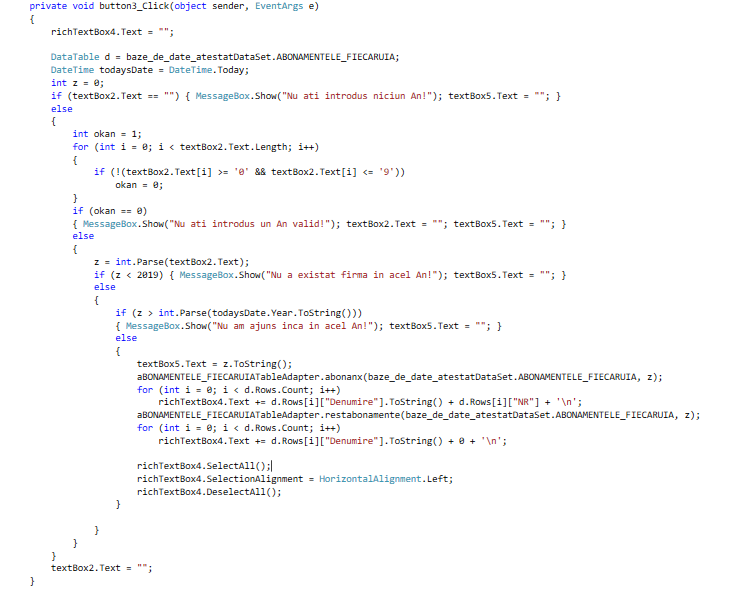 private void button3_Click(object sender, EventArgs e)
{
richTextBox4.Text = "";
DataTable d = baze_de_date_atestatDataSet.ABONAMENTELE_FIECARUIA;
DateTime todaysDate = DateTime.Today;
int z = 0;
if (textBox2.Text == "") { MessageBox.Show("Nu ati introdus niciun An!"); textBox5.Text = ""; }
else
{
int okan = 1;
for (int i = 0; i < textBox2.Text.Length; i++)
{
if (!(textBox2.Text[i] >= '0' && textBox2.Text[i] <= '9'))
okan = 0;
}
if (okan == 0)
{ MessageBox.Show("Nu ati introdus un An valid!"); textBox2.Text = ""; textBox5.Text = ""; }
else
{
z = int.Parse(textBox2.Text);
if (z < 2019) { MessageBox.Show("Nu a existat firma in acel An!"); textBox5.Text = ""; }
else
{
if (z > int.Parse(todaysDate.Year.ToString()))
{ MessageBox.Show("Nu am ajuns inca in acel An!"); textBox5.Text = ""; }
else
{
textBox5.Text = z.ToString();
aBONAMENTELE_FIECARUIATableAdapter.abonanx(baze_de_date_atestatDataSet.ABONAMENTELE_FIECARUIA, z);
for (int i = 0; i < d.Rows.Count; i++)
richTextBox4.Text += d.Rows[i]["Denumire"].ToString() + d.Rows[i]["NR"] + '\n';
aBONAMENTELE_FIECARUIATableAdapter.restabonamente(baze_de_date_atestatDataSet.ABONAMENTELE_FIECARUIA, z);
for (int i = 0; i < d.Rows.Count; i++)
richTextBox4.Text += d.Rows[i]["Denumire"].ToString() + 0 + '\n';
richTextBox4.SelectAll();
richTextBox4.SelectionAlignment = HorizontalAlignment.Left;
richTextBox4.DeselectAll();
}
}
}
}
textBox2.Text = "";
}